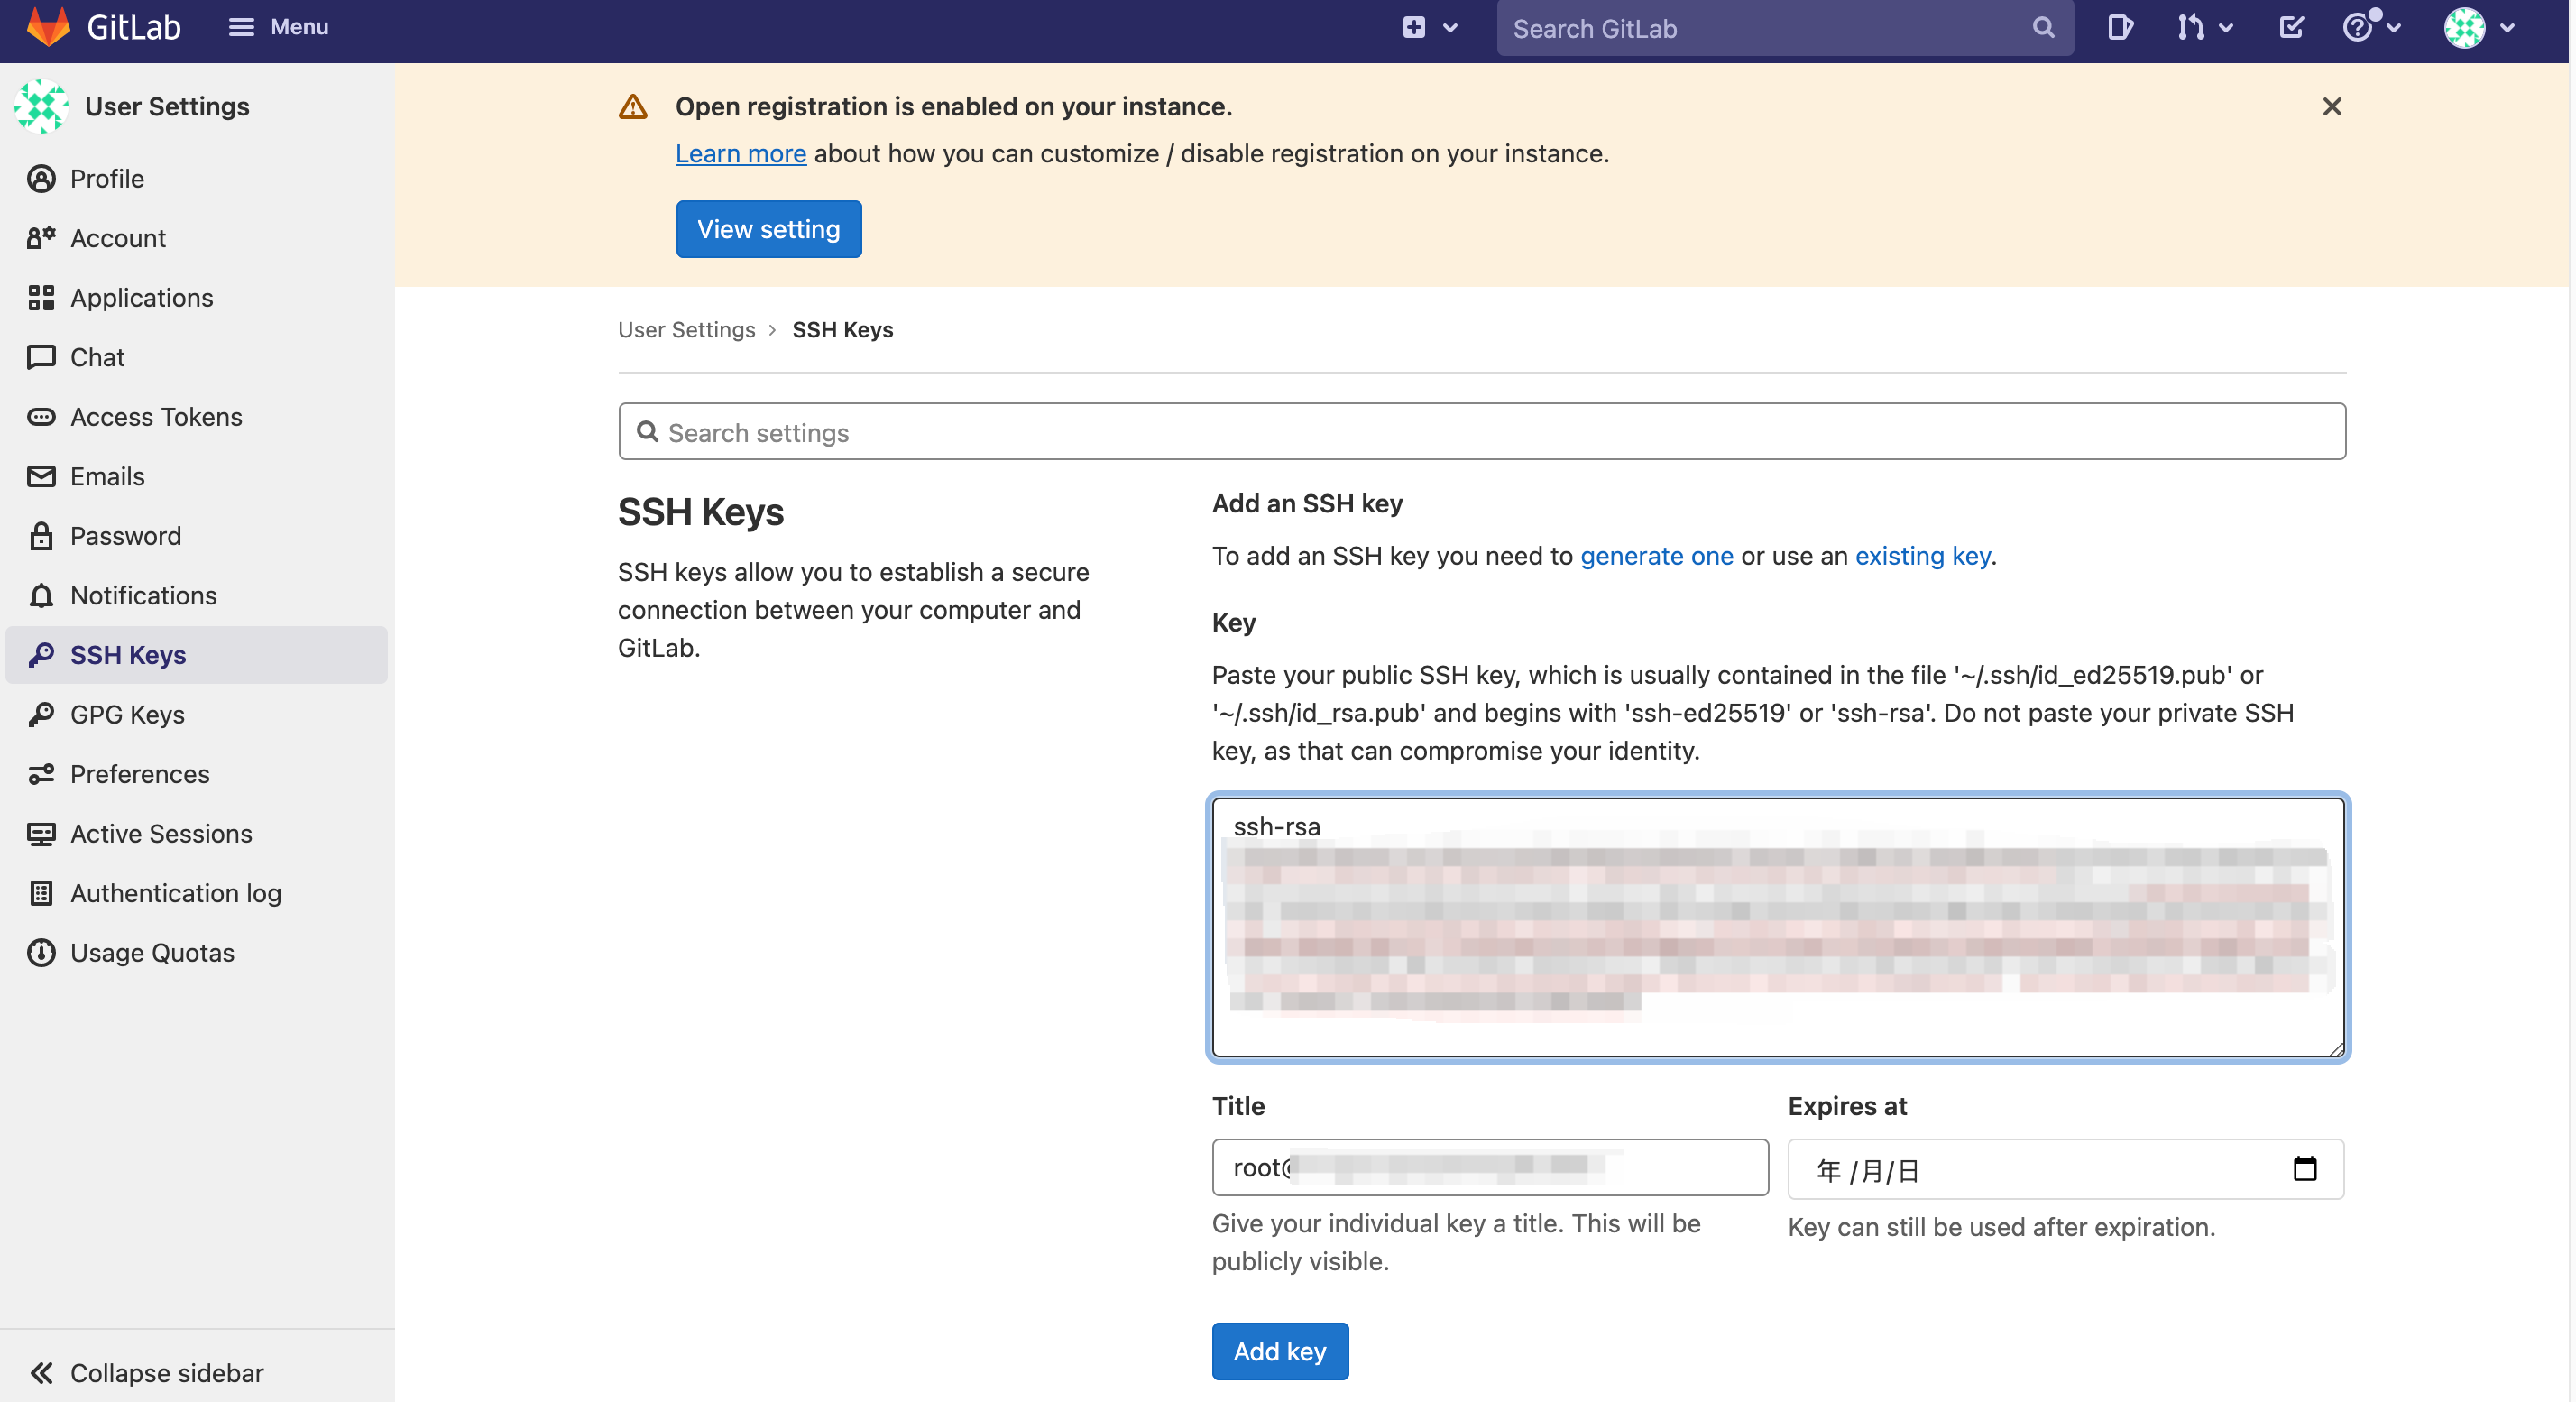 GitLab
Menu
Search GitLab
User Settings
Profile
Account
Applications
Chat
Access Tokens
Emails
Password
Notifications
SSH Keys
GPG Keys
Preferences
Active Sessions
Authentication log
Usage Quotas
Collapse sidebar
Open registration is enabled on your instance.
Learn more about how you can customize / disable registration on your instance.
View setting
User Settings > SSH Keys
Search settings
SSH Keys
SSH keys allow you to establish a secure
connection between your computer and
GitLab.
Add an SSH key
To add an SSH key you need to generate one or use an existing key.
Key
Paste your public SSH key, which is usually contained in the file '~/.ssh/id_ed25519.pub' or
'~/.ssh/id_rsa.pub' and begins with 'ssh-ed25519' or 'ssh-rsa'. Do not paste your private SSH
key, as that can compromise your identity.
ssh-rsa
Title
root@
Give your individual key a title. This will be
publicly visible.
Expires at
年 /月/日
Key can still be used after expiration.
Add key